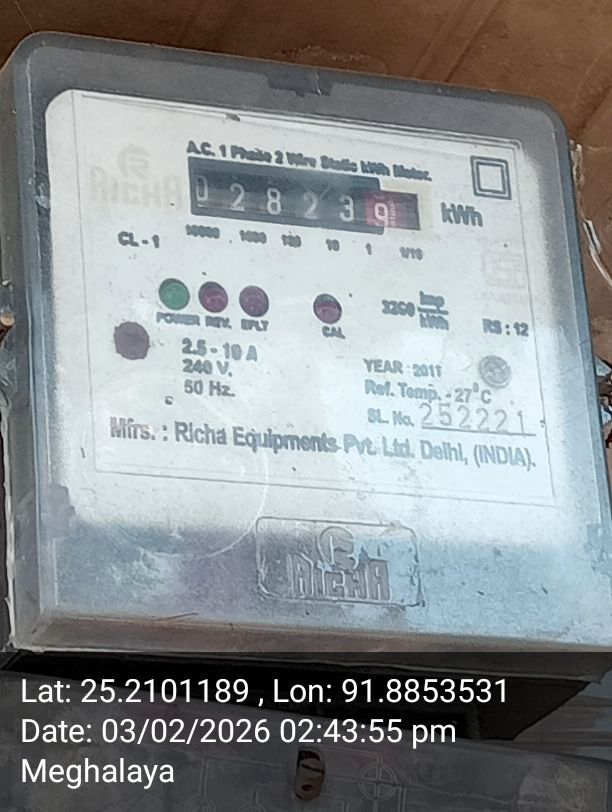 A.C. 1 Phase 2 Wire Static kWh Meter.
RICHA
0 2 8 2 3 9 kWh
CL-1 10000 . 1000 100 10 1 1/10
POWER REV. EFLT CAL 3200 imp/kWh RS : 12
2.5 - 10 A
240 V.
50 Hz.
YEAR : 2011
Ref. Temp. - 27°C
SL. No. 252221
Mfrs. : Richa Equipments Pvt. Ltd. Delhi, (INDIA).
RICHA
Lat: 25.2101189 , Lon: 91.8853531
Date: 03/02/2026 02:43:55 pm
Meghalaya